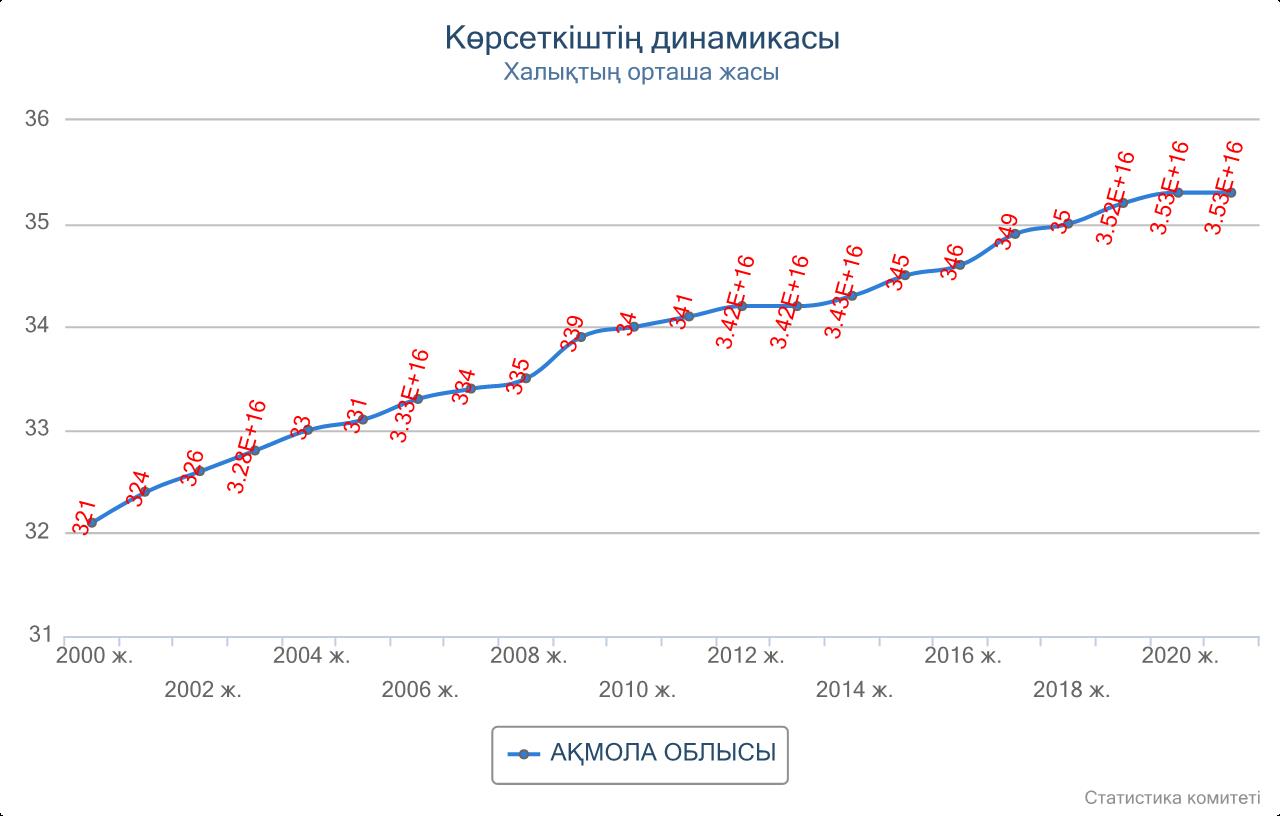 Көрсеткіштің динамикасы
Халықтың орташа жасы
36
35
34
33
32
31
321
324
326
3.28E+16
33
331
3.33E+16
334
335
339
34
341
3.42E+16
3.42E+16
3.43E+16
345
346
349
35
3.52E+16
3.53E+16
3.53E+16
2000 ж.
2004 ж.
2008 ж.
2012 ж.
2016 ж.
2020 ж.
2002 ж.
2006 ж.
2010 ж.
2014 ж.
2018 ж.
АҚМОЛА ОБЛЫСЫ
Статистика комитеті